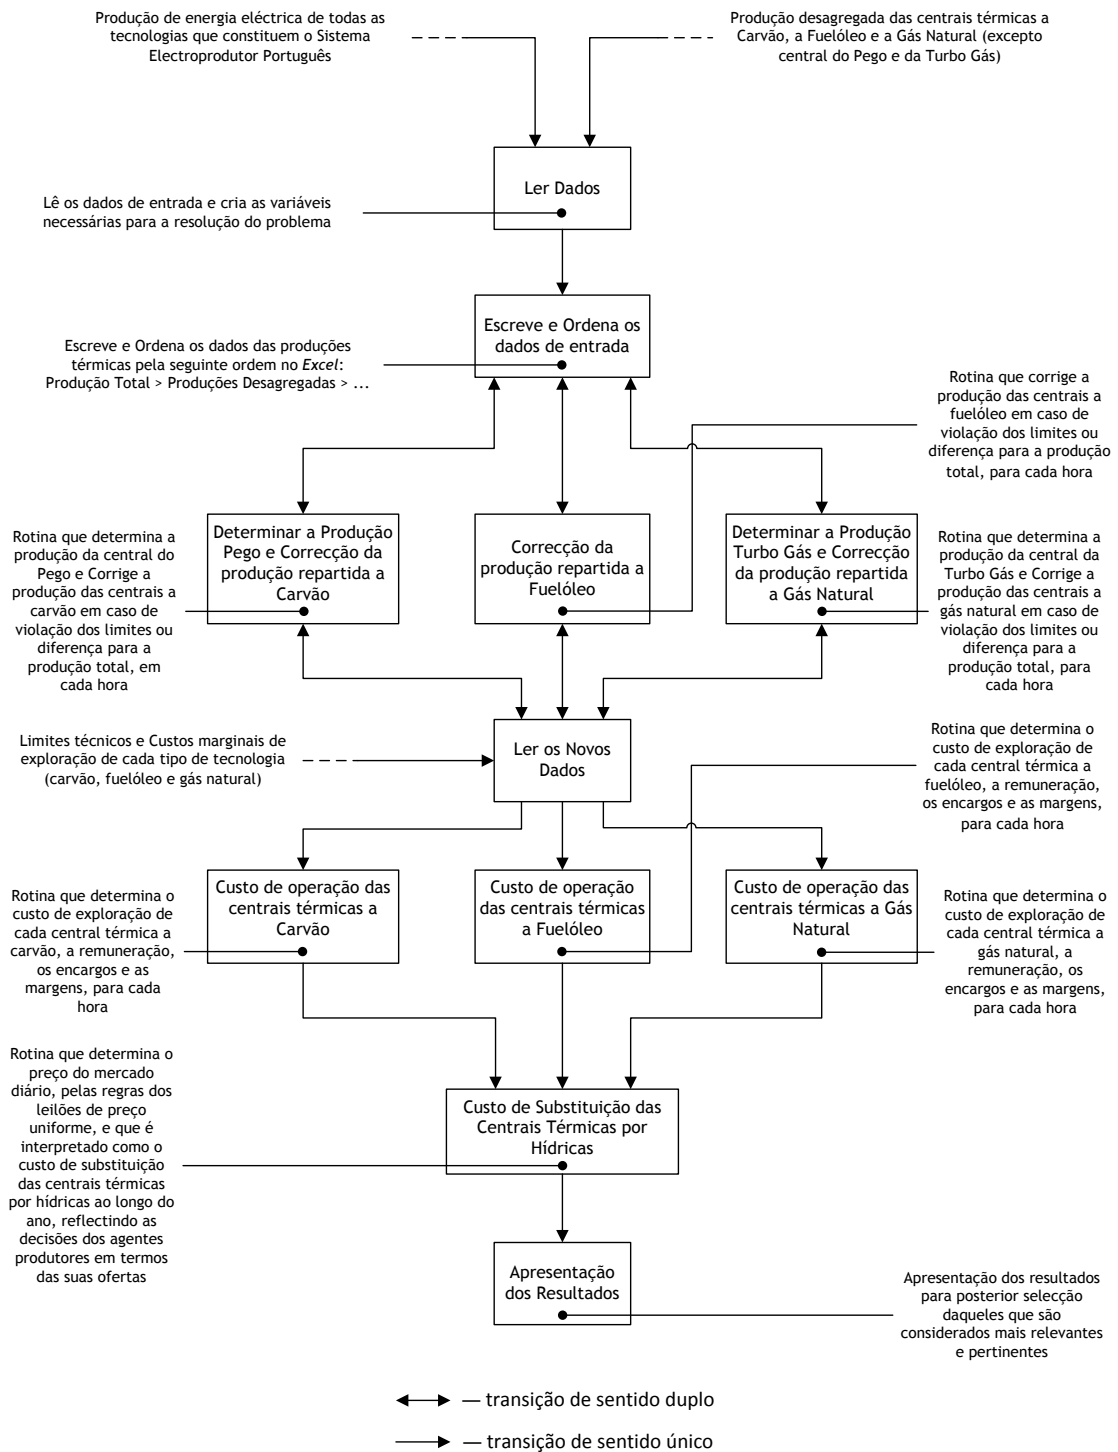 Produção de energia eléctrica de todas as
tecnologias que constituem o Sistema
Electroprodutor Português
Produção desagregada das centrais térmicas a
Carvão, a Fuelóleo e a Gás Natural (excepto
central do Pego e da Turbo Gás)
Ler Dados
Lê os dados de entrada e cria as variáveis
necessárias para a resolução do problema
Escreve e Ordena os
dados de entrada
Escreve e Ordena os dados das produções
térmicas pela seguinte ordem no Excel:
Produção Total > Produções Desagregadas > ...
Rotina que corrige a
produção das centrais a
fuelóleo em caso de
violação dos limites ou
diferença para a produção
total, para cada hora
Rotina que determina a
produção da central do
Pego e Corrige a
produção das centrais a
carvão em caso de
violação dos limites ou
diferença para a
produção total, em
cada hora
Determinar a Produção
Pego e Correcção da
produção repartida a
Carvão
Correcção da
produção repartida a
Fuelóleo
Determinar a Produção
Turbo Gás e Correcção
da produção repartida
a Gás Natural
Rotina que determina a
produção da central da
Turbo Gás e Corrige a
produção das centrais a
gás natural em caso de
violação dos limites ou
diferença para a
produção total, para
cada hora
Limites técnicos e Custos marginais de
exploração de cada tipo de tecnologia
(carvão, fuelóleo e gás natural)
Ler os Novos
Dados
Rotina que determina o
custo de exploração de
cada central térmica a
fuelóleo, a remuneração,
os encargos e as margens,
para cada hora
Rotina que determina o
custo de exploração de
cada central térmica a
carvão, a remuneração,
os encargos e as
margens, para cada
hora
Custo de operação das
centrais térmicas a
Carvão
Custo de operação
das centrais térmicas
a Fuelóleo
Custo de operação das
centrais térmicas a Gás
Natural
Rotina que determina o
custo de exploração de
cada central térmica a
gás natural, a
remuneração, os
encargos e as margens,
para cada hora
Rotina que determina o
preço do mercado
diário, pelas regras dos
leilões de preço
uniforme, e que é
interpretado como o
custo de substituição
das centrais térmicas
por hídricas ao longo do
ano, reflectindo as
decisões dos agentes
produtores em termos
das suas ofertas
Custo de Substituição das
Centrais Térmicas por
Hídricas
Apresentação
dos Resultados
Apresentação dos resultados
para posterior selecção
daqueles que são
considerados mais relevantes
e pertinentes
— transição de sentido duplo
— transição de sentido único